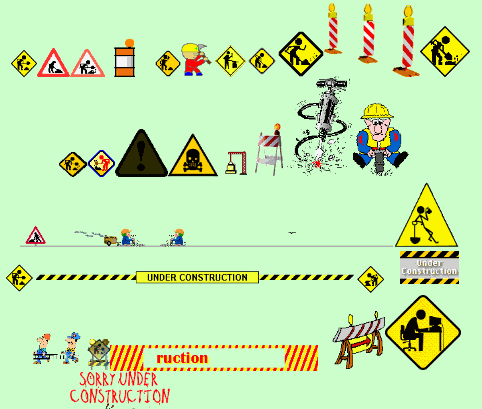 UNDER CONSTRUCTION
Under
Construction
ruction
SORRY UNDER
CONSTRUCTION